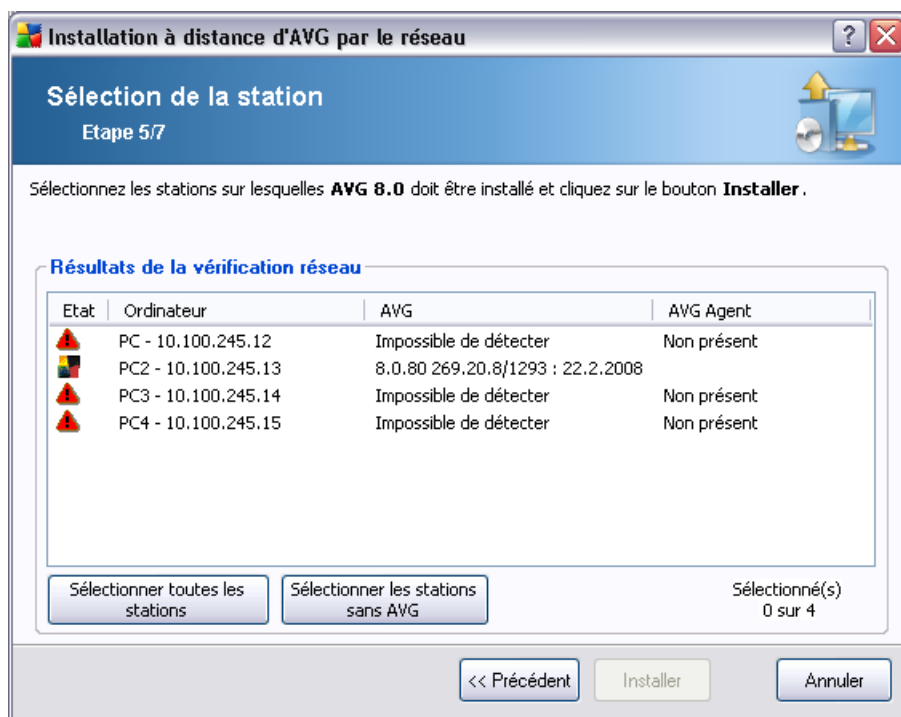 Installation à distance d'AVG par le réseau
Sélection de la station
Etape 5/7
Sélectionnez les stations sur lesquelles AVG 8.0 doit être installé et cliquez sur le bouton Installer.
Résultats de la vérification réseau
Etat Ordinateur AVG AVG Agent
PC - 10.100.245.12 Impossible de détecter Non présent
PC2 - 10.100.245.13 8.0.80 269.20.8/1293 : 22.2.2008
PC3 - 10.100.245.14 Impossible de détecter Non présent
PC4 - 10.100.245.15 Impossible de détecter Non présent
Sélectionner toutes les
stations
Sélectionner les stations
sans AVG
Sélectionné(s)
0 sur 4
<< Précédent
Installer
Annuler